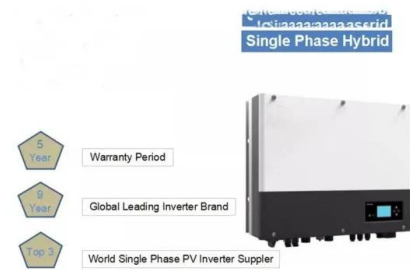 Single Phase Hybrid
5
Year
Warranty Period
9
Year
Global Leading Inverter Brand
Top 3
World Single Phase PV Inverter Suppler